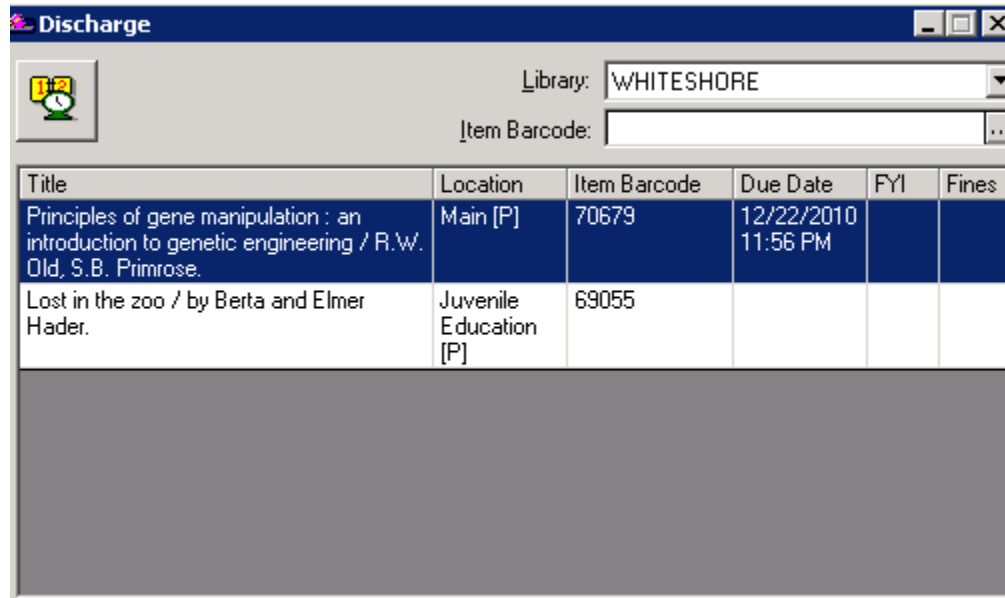 Discharge
1 2
Library: WHITESHORE
Item Barcode:
Title Location Item Barcode Due Date FYI Fines
Principles of gene manipulation : an Main [P] 70679 12/22/2010
introduction to genetic engineering / R.W. 11:56 PM
Old, S.B. Primrose.
Lost in the zoo / by Berta and Elmer Juvenile 69055
Hader. Education
[P]